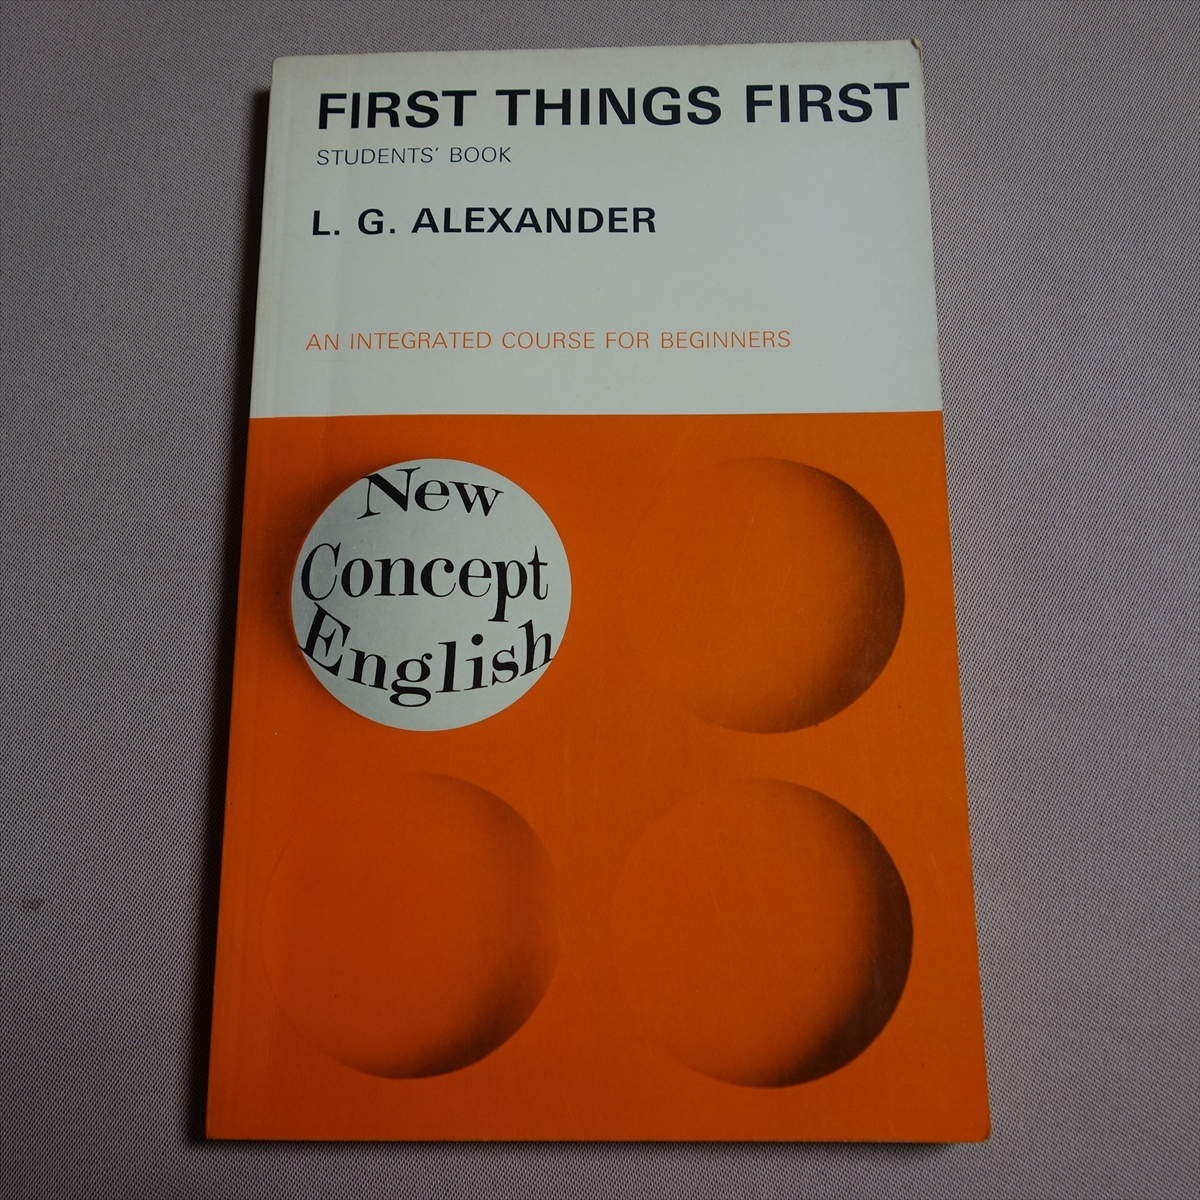 FIRST THINGS FIRST
STUDENTS' BOOK
L. G. ALEXANDER
AN INTEGRATED COURSE FOR BEGINNERS
New
Concept
English